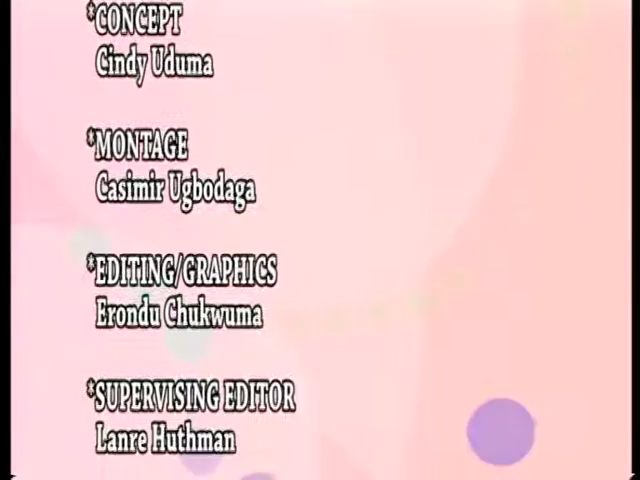 *CONCEPT
Cindy Uduma
*MONTAGE
Casimir Ugbodaga
*EDITING/GRAPHICS
Erondu Chukwuma
*SUPERVISING EDITOR
Lanre Huthman